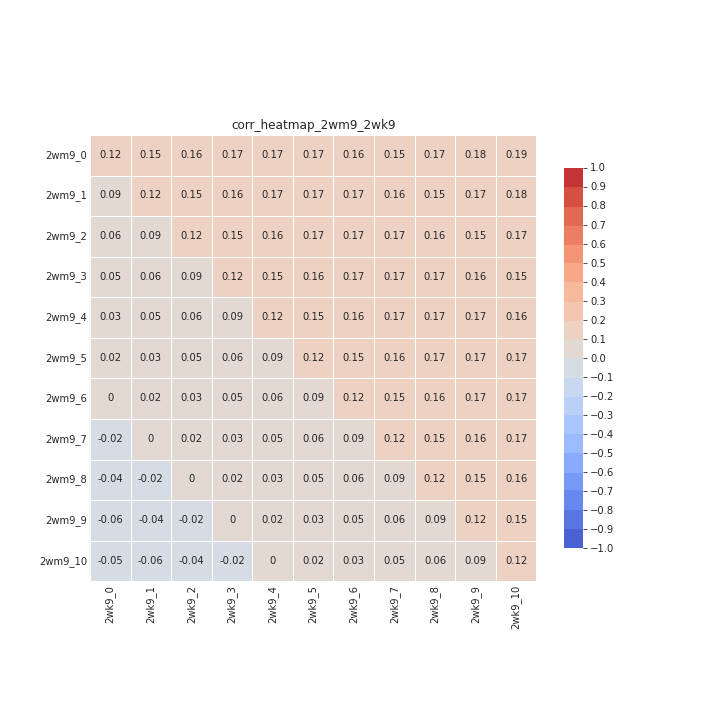 corr_heatmap_2wm9_2wk9
2wm9_0 0.12 0.15 0.16 0.17 0.17 0.17 0.16 0.15 0.17 0.18 0.19
2wm9_1 0.09 0.12 0.15 0.16 0.17 0.17 0.17 0.16 0.15 0.17 0.18
2wm9_2 0.06 0.09 0.12 0.15 0.16 0.17 0.17 0.17 0.16 0.15 0.17
2wm9_3 0.05 0.06 0.09 0.12 0.15 0.16 0.17 0.17 0.17 0.16 0.15
2wm9_4 0.03 0.05 0.06 0.09 0.12 0.15 0.16 0.17 0.17 0.17 0.16
2wm9_5 0.02 0.03 0.05 0.06 0.09 0.12 0.15 0.16 0.17 0.17 0.17
2wm9_6 0 0.02 0.03 0.05 0.06 0.09 0.12 0.15 0.16 0.17 0.17
2wm9_7 -0.02 0 0.02 0.03 0.05 0.06 0.09 0.12 0.15 0.16 0.17
2wm9_8 -0.04 -0.02 0 0.02 0.03 0.05 0.06 0.09 0.12 0.15 0.16
2wm9_9 -0.06 -0.04 -0.02 0 0.02 0.03 0.05 0.06 0.09 0.12 0.15
2wm9_10 -0.05 -0.06 -0.04 -0.02 0 0.02 0.03 0.05 0.06 0.09 0.12
2wk9_0 2wk9_1 2wk9_2 2wk9_3 2wk9_4 2wk9_5 2wk9_6 2wk9_7 2wk9_8 2wk9_9 2wk9_10
1.0
0.9
0.8
0.7
0.6
0.5
0.4
0.3
0.2
0.1
0.0
−0.1
−0.2
−0.3
−0.4
−0.5
−0.6
−0.7
−0.8
−0.9
−1.0